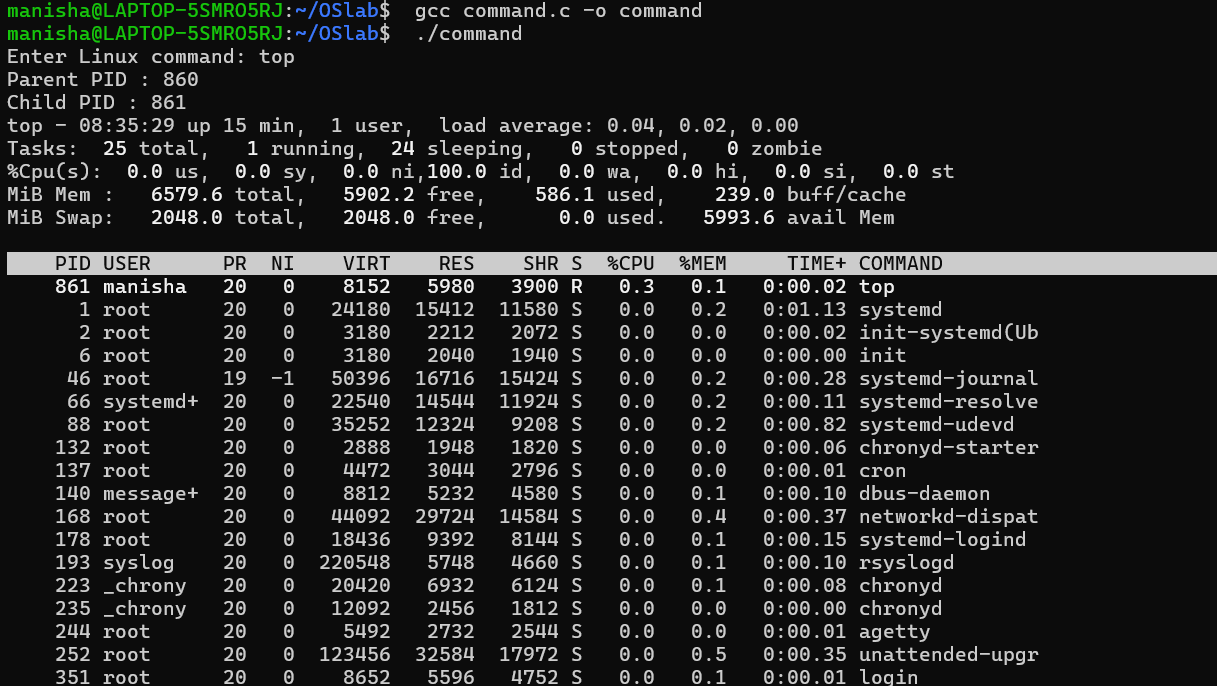 manisha@LAPTOP-5SMRO5RJ:~/OSlab$  gcc command.c -o command
manisha@LAPTOP-5SMRO5RJ:~/OSlab$  ./command
Enter Linux command: top
Parent PID : 860
Child PID : 861
top - 08:35:29 up 15 min,  1 user,  load average: 0.04, 0.02, 0.00
Tasks:  25 total,   1 running,  24 sleeping,   0 stopped,   0 zombie
%Cpu(s):  0.0 us,  0.0 sy,  0.0 ni,100.0 id,  0.0 wa,  0.0 hi,  0.0 si,  0.0 st
MiB Mem :   6579.6 total,   5902.2 free,    586.1 used,    239.0 buff/cache
MiB Swap:   2048.0 total,   2048.0 free,      0.0 used.   5993.6 avail Mem
    PID USER      PR  NI    VIRT    RES    SHR S  %CPU  %MEM     TIME+ COMMAND
    861 manisha   20   0    8152   5980   3900 R   0.3   0.1   0:00.02 top
      1 root      20   0   24180  15412  11580 S   0.0   0.2   0:01.13 systemd
      2 root      20   0    3180   2212   2072 S   0.0   0.0   0:00.02 init-systemd(Ub
      6 root      20   0    3180   2040   1940 S   0.0   0.0   0:00.00 init
     46 root      19  -1   50396  16716  15424 S   0.0   0.2   0:00.28 systemd-journal
     66 systemd+  20   0   22540  14544  11924 S   0.0   0.2   0:00.11 systemd-resolve
     88 root      20   0   35252  12324   9208 S   0.0   0.2   0:00.82 systemd-udevd
    132 root      20   0    2888   1948   1820 S   0.0   0.0   0:00.06 chronyd-starter
    137 root      20   0    4472   3044   2796 S   0.0   0.0   0:00.01 cron
    140 message+  20   0    8812   5232   4580 S   0.0   0.1   0:00.10 dbus-daemon
    168 root      20   0   44092  29724  14584 S   0.0   0.4   0:00.37 networkd-dispat
    178 root      20   0   18436   9392   8144 S   0.0   0.1   0:00.15 systemd-logind
    193 syslog    20   0  220548   5748   4660 S   0.0   0.1   0:00.10 rsyslogd
    223 _chrony   20   0   20420   6932   6124 S   0.0   0.1   0:00.08 chronyd
    235 _chrony   20   0   12092   2456   1812 S   0.0   0.0   0:00.00 chronyd
    244 root      20   0    5492   2732   2544 S   0.0   0.0   0:00.01 agetty
    252 root      20   0  123456  32584  17972 S   0.0   0.5   0:00.35 unattended-upgr
    351 root      20   0    8652   5596   4752 S   0.0   0.1   0:00.01 login